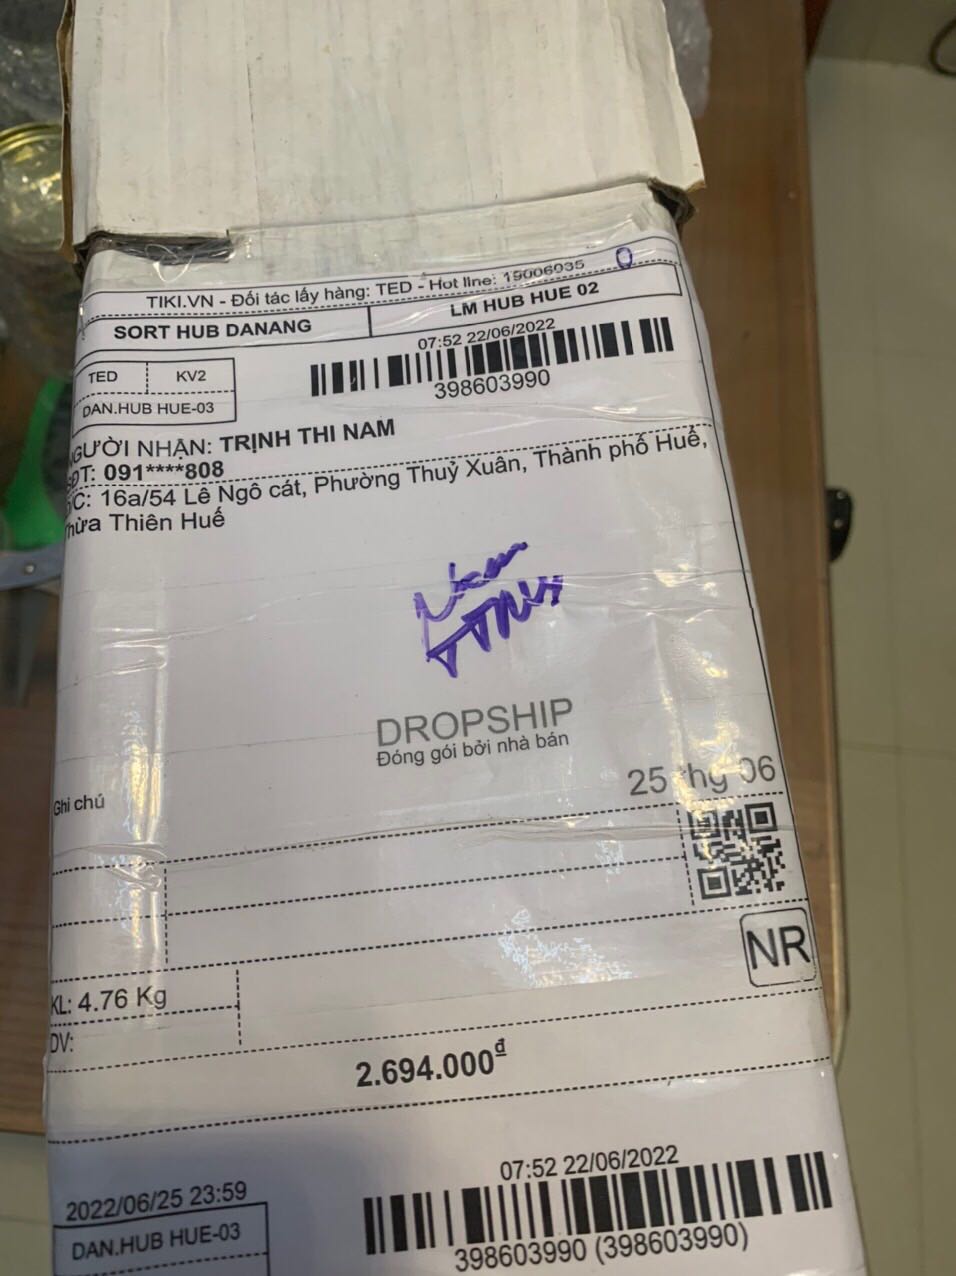 TIKI.VN - Đối tác lấy hàng: TED - Hot line: 19006035 0
SORT HUB DANANG LM HUB HUE 02
07:52 22/06/2022
398603990
TED KV2
DAN.HUB HUE-03
NGƯỜI NHẬN: TRỊNH THI NAM
SĐT: 091****808
Đ/C: 16a/54 Lê Ngô cát, Phường Thuỷ Xuân, Thành phố Huế,
Thừa Thiên Huế
DROPSHIP
Đóng gói bởi nhà bán
25 thg 06
Ghi chú
NR
KL: 4.76 Kg
DV:
2.694.000đ
07:52 22/06/2022
2022/06/25 23:59
DAN.HUB HUE-03
398603990 (398603990)